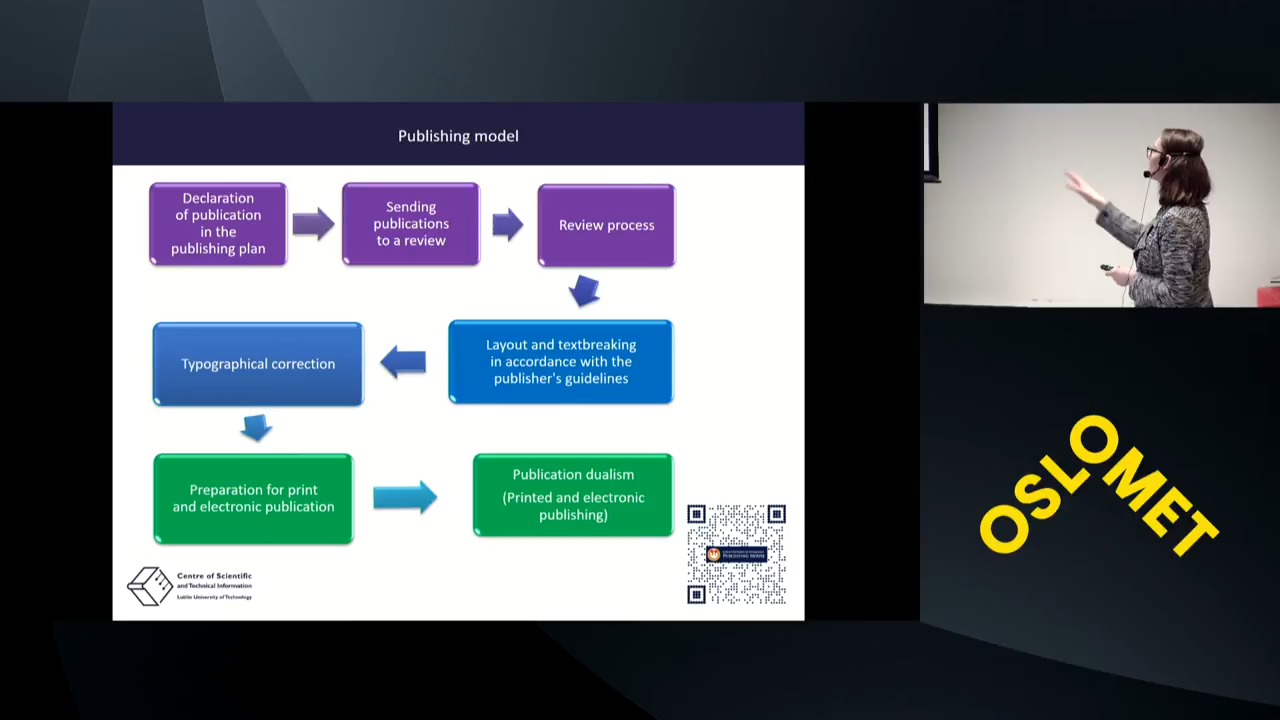 Publishing model
Declaration
of publication
in the
publishing plan
Sending
publications
to a review
Review process
Layout and textbreaking
in accordance with the
publisher's guidelines
Typographical correction
Preparation for print
and electronic publication
Publication dualism
(Printed and electronic
publishing)
PUBLISHING HOUSE
Centre of Scientific
and Technical Information
Lublin University of Technology
OSLOMET